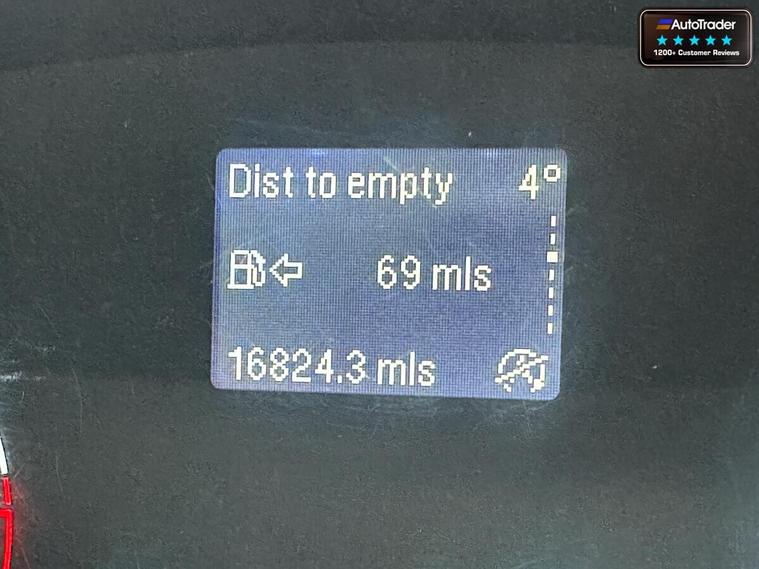 AutoTrader
1200+ Customer Reviews
Dist to empty 4°
69 mls
16824.3 mls